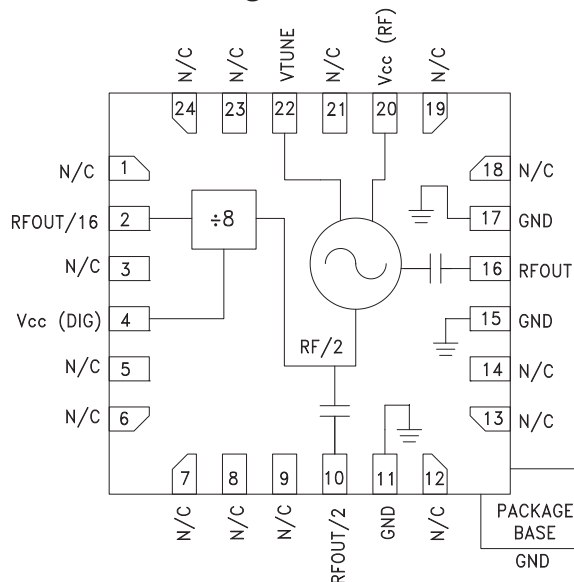 N/C
N/C
VTUNE
N/C
Vcc (RF)
N/C
24
23
22
21
20
19
N/C
1
18
N/C
RFOUT/16
2
÷8
17
GND
N/C
3
16
RFOUT
Vcc (DIG)
4
15
GND
RF/2
N/C
5
14
N/C
N/C
6
13
N/C
7
8
9
10
11
12
N/C
N/C
N/C
RFOUT/2
GND
N/C
PACKAGE
BASE
GND